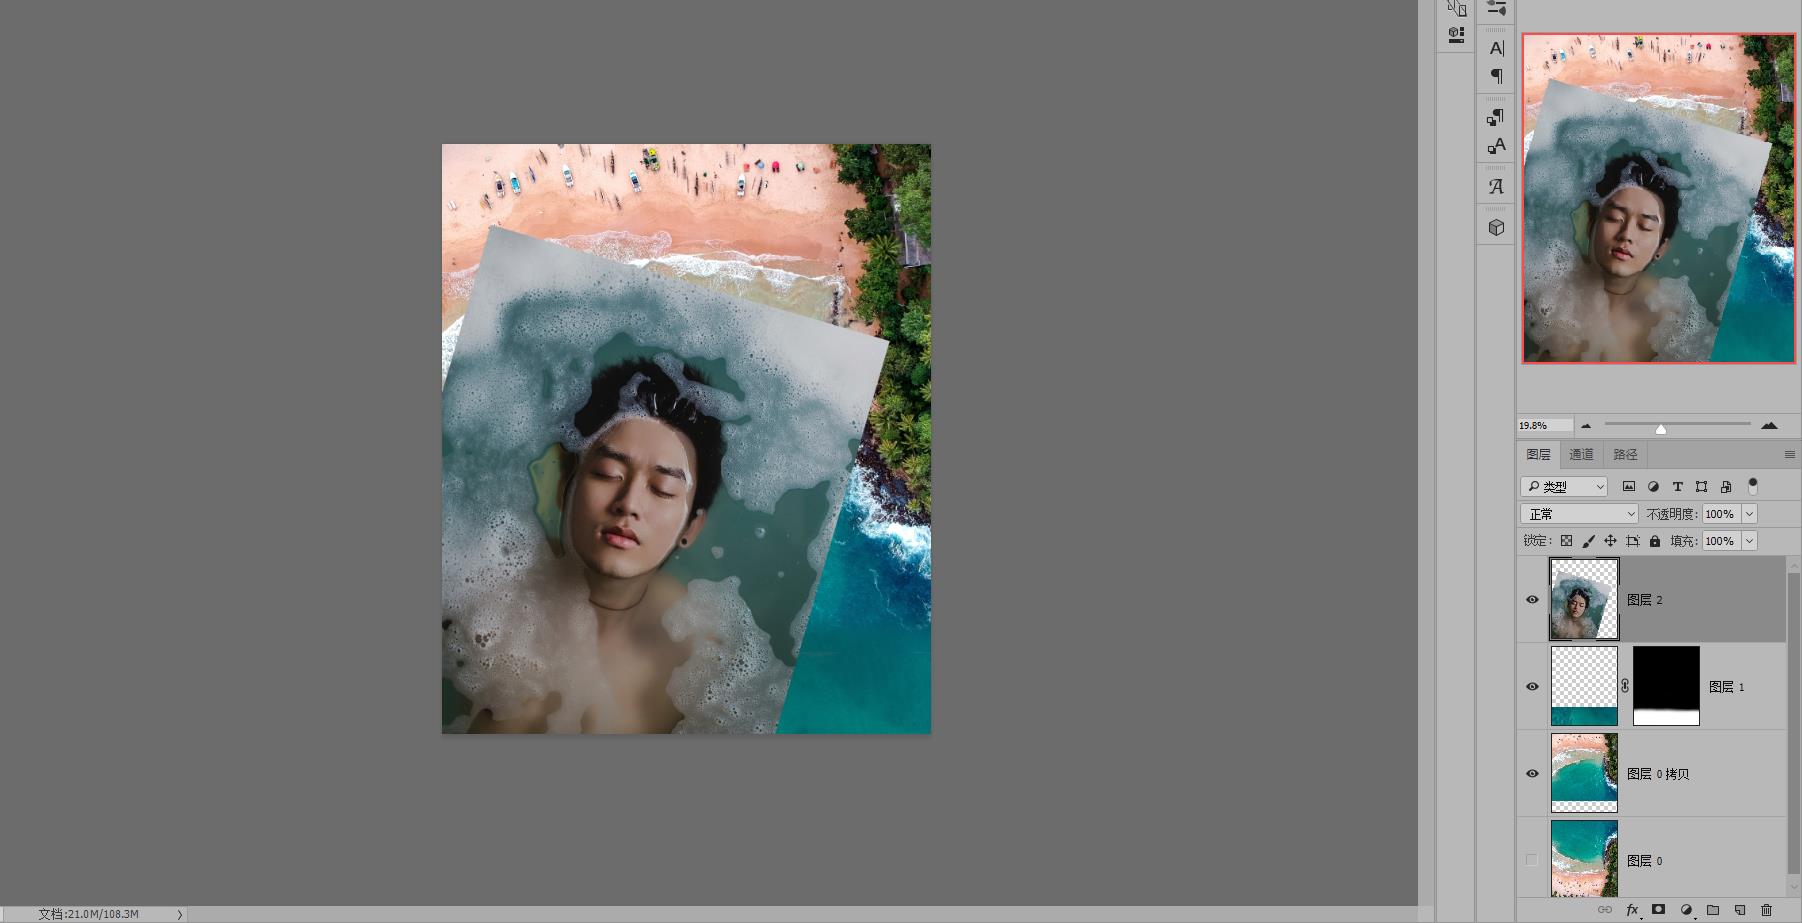 A|
A
A
19.8%
图层 通道 路径
类型 T
正常 不透明度: 100%
锁定: 填充: 100%
图层 2
图层 1
图层 0 拷贝
图层 0
文档:21.0M/108.3M
fx